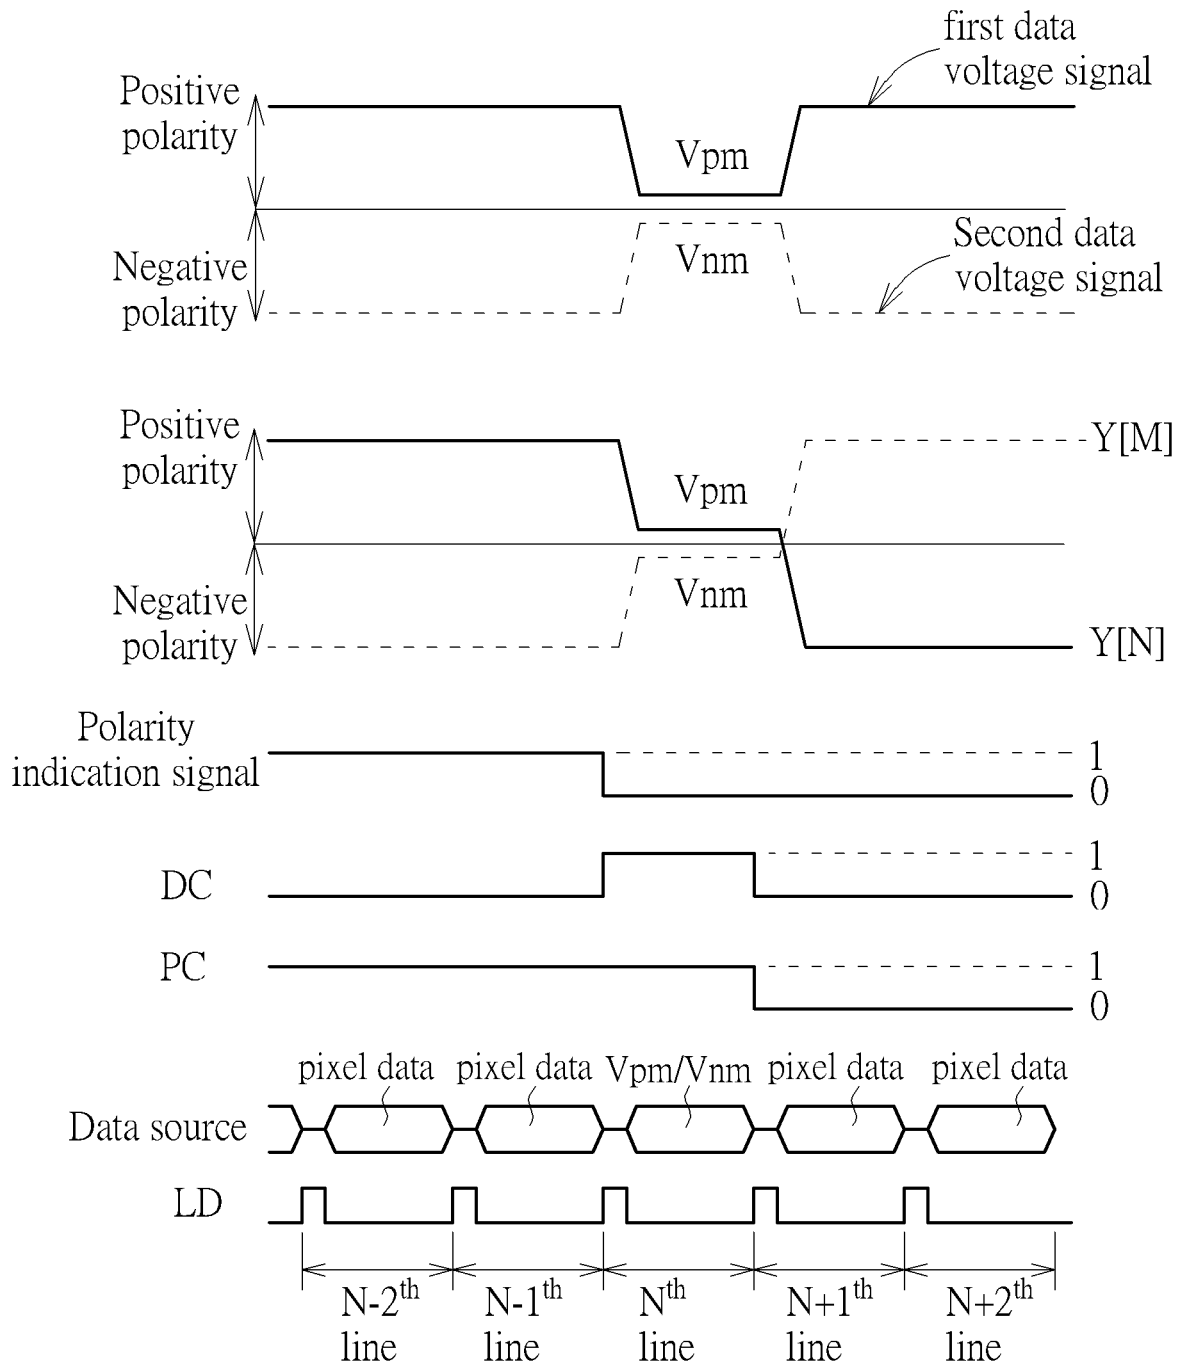 first data
voltage signal
Positive
polarity
Vpm
Second data
voltage signal
Negative
polarity
Vnm
Positive
polarity
Y[M]
Vpm
Negative
polarity
Vnm
Y[N]
Polarity
indication signal
1
0
DC
1
0
PC
1
0
pixel data pixel data Vpm/Vnm pixel data pixel data
Data source
LD
N-2th line
N-1th line
Nth line
N+1th line
N+2th line